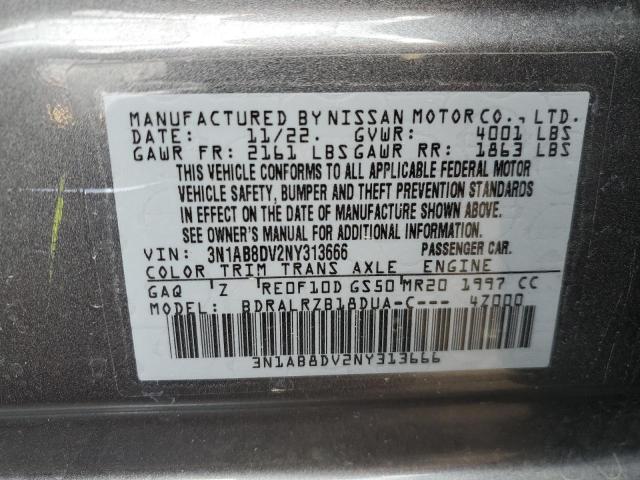 MANUFACTURED BY NISSAN MOTOR CO., LTD.
DATE: 11/22. GVWR: 4001 LBS
GAWR FR: 2161 LBS GAWR RR: 1863 LBS
THIS VEHICLE CONFORMS TO ALL APPLICABLE FEDERAL MOTOR
VEHICLE SAFETY, BUMPER AND THEFT PREVENTION STANDARDS
IN EFFECT ON THE DATE OF MANUFACTURE SHOWN ABOVE.
SEE OWNER'S MANUAL FOR ADDITIONAL INFORMATION.
VIN: 3N1AB8DV2NY313666 PASSENGER CAR.
COLOR TRIM TRANS AXLE ENGINE
GAQ 'Z RE0F10D GS50 MR20 1997 CC
MODEL: BDRALRZB18DUA-C--- 4Z000
3N1AB8DV2NY313666